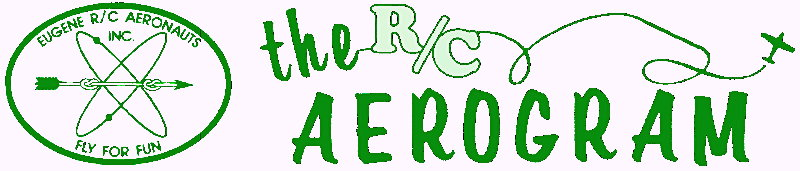 EUGENE R/C AERONAUTS
INC.
FLY FOR FUN
the R/C
AEROGRAM